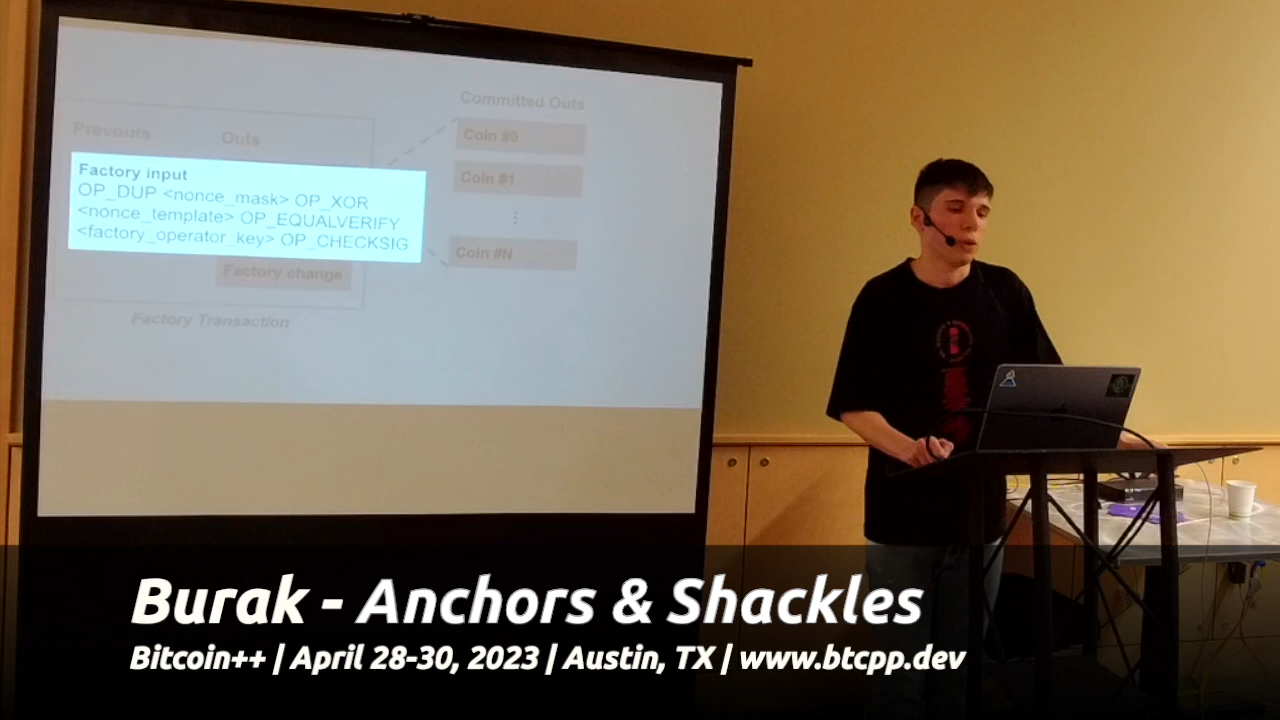 Committed Outs
Prevouts
Outs
Coin #0
Factory input
OP_DUP <nonce_mask> OP_XOR
<nonce_template> OP_EQUALVERIFY
<factory_operator_key> OP_CHECKSIG
Coin #1
Coin #N
Factory change
Factory Transaction
Burak - Anchors & Shackles
Bitcoin++ | April 28-30, 2023 | Austin, TX | www.btcpp.dev